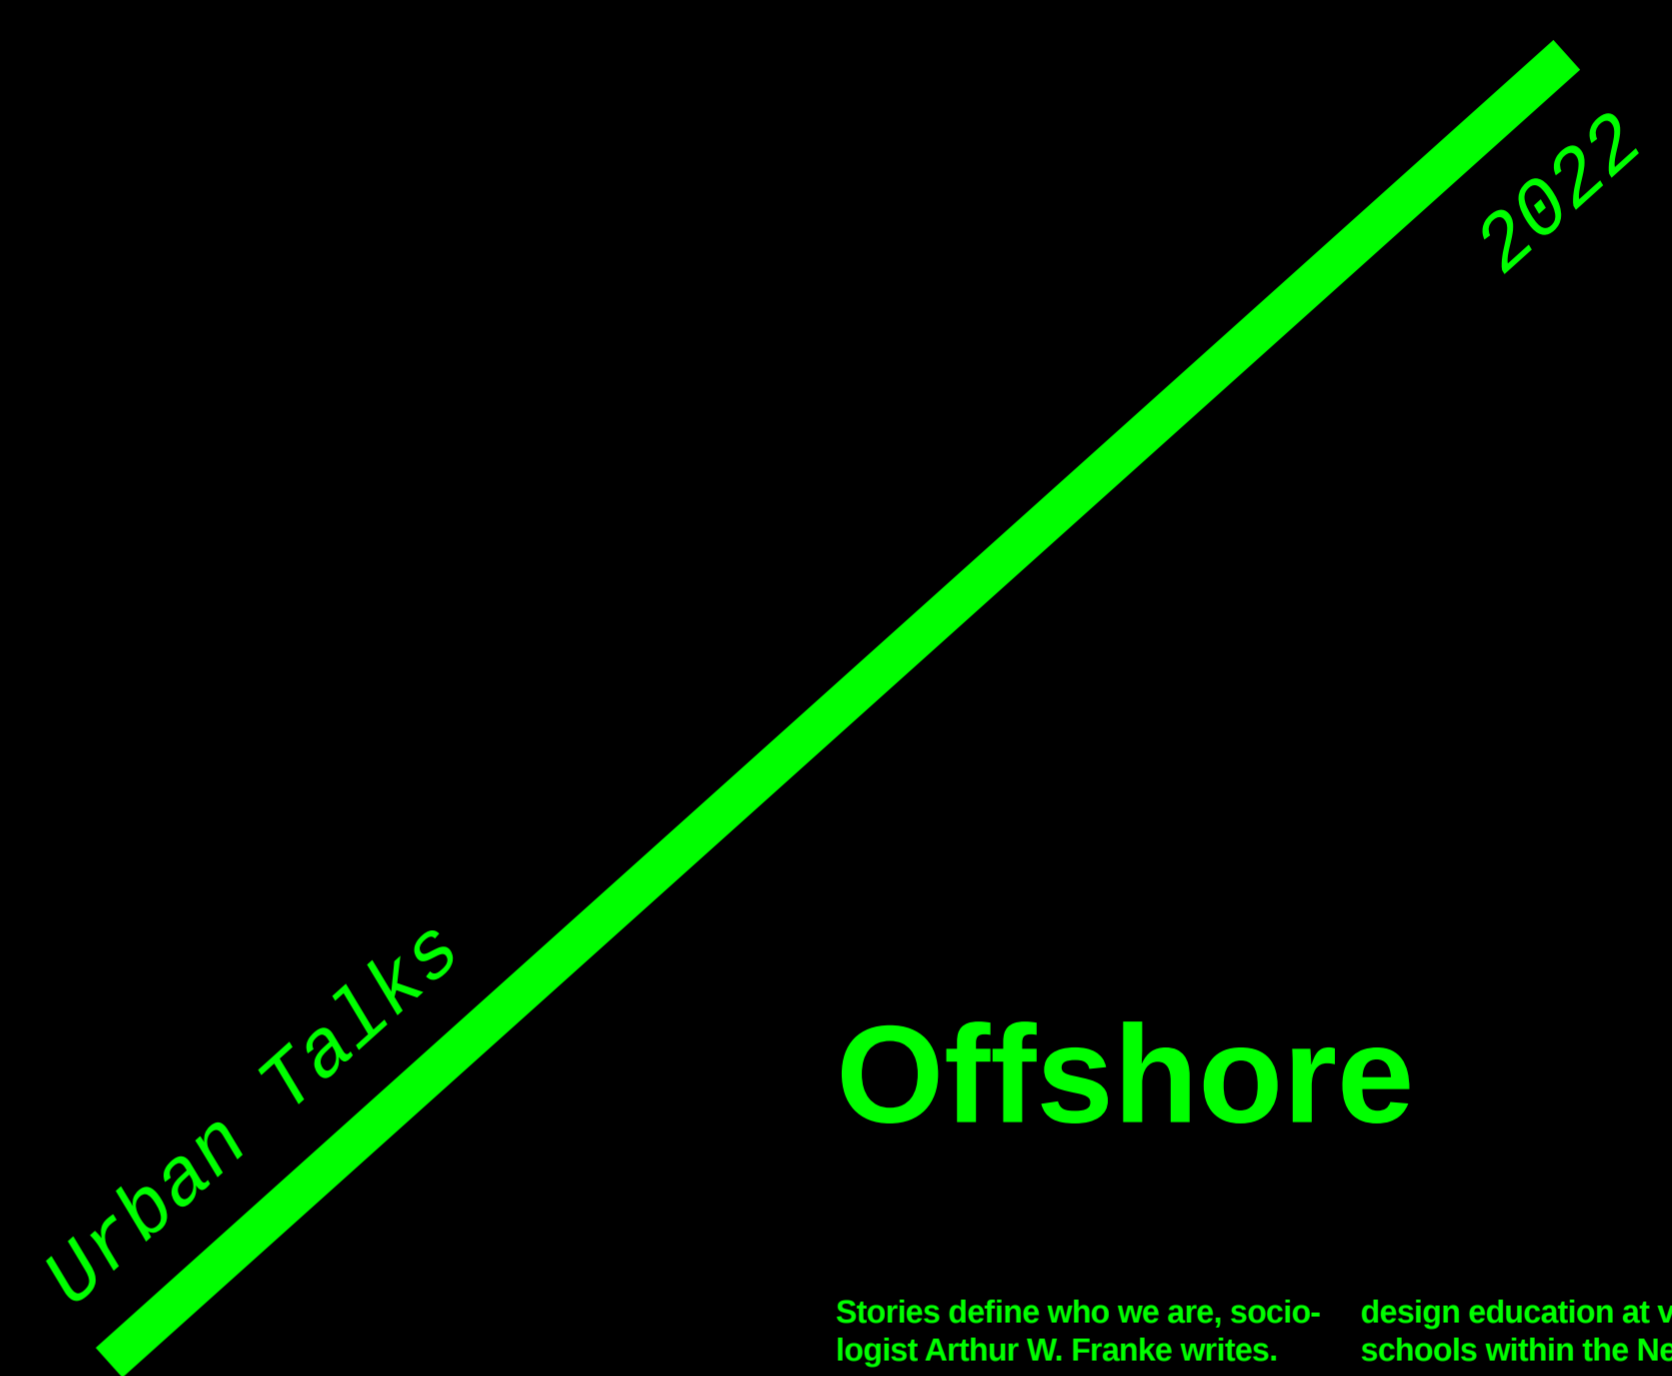 2022
Urban Talks
Offshore
Stories define who we are, socio-
logist Arthur W. Franke writes.
design education at
schools within the